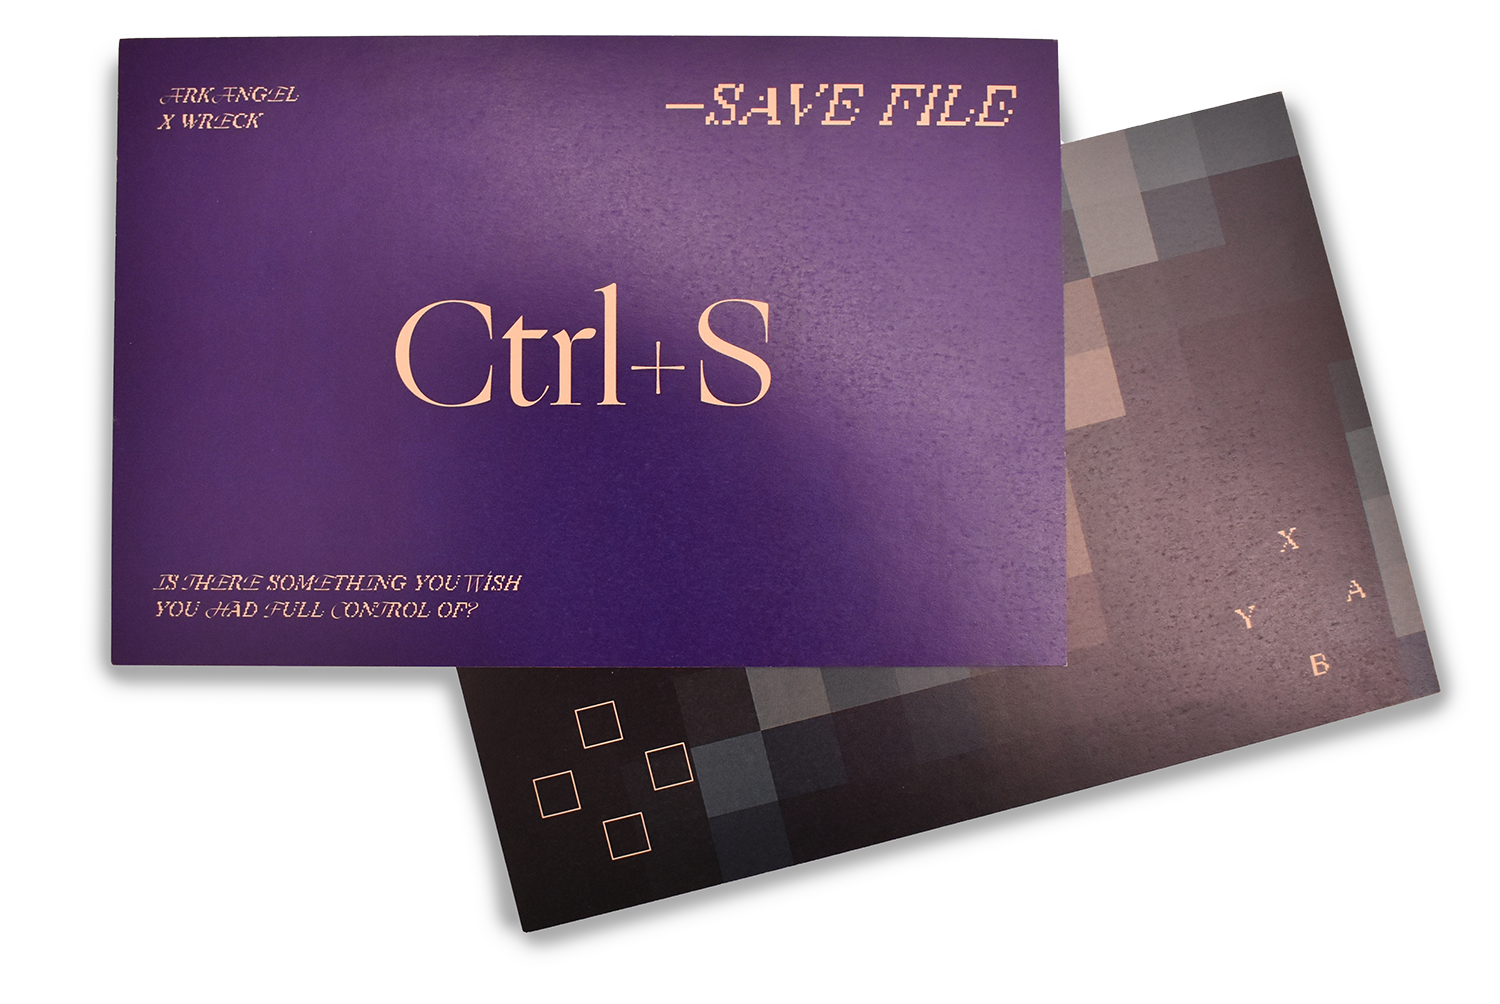 ARKANGEL
X WRECK
—SAVE FILE
Ctrl+S
IS THERE SOMETHING YOU WISH
YOU HAD FULL CONTROL OF?
X
A
Y
B